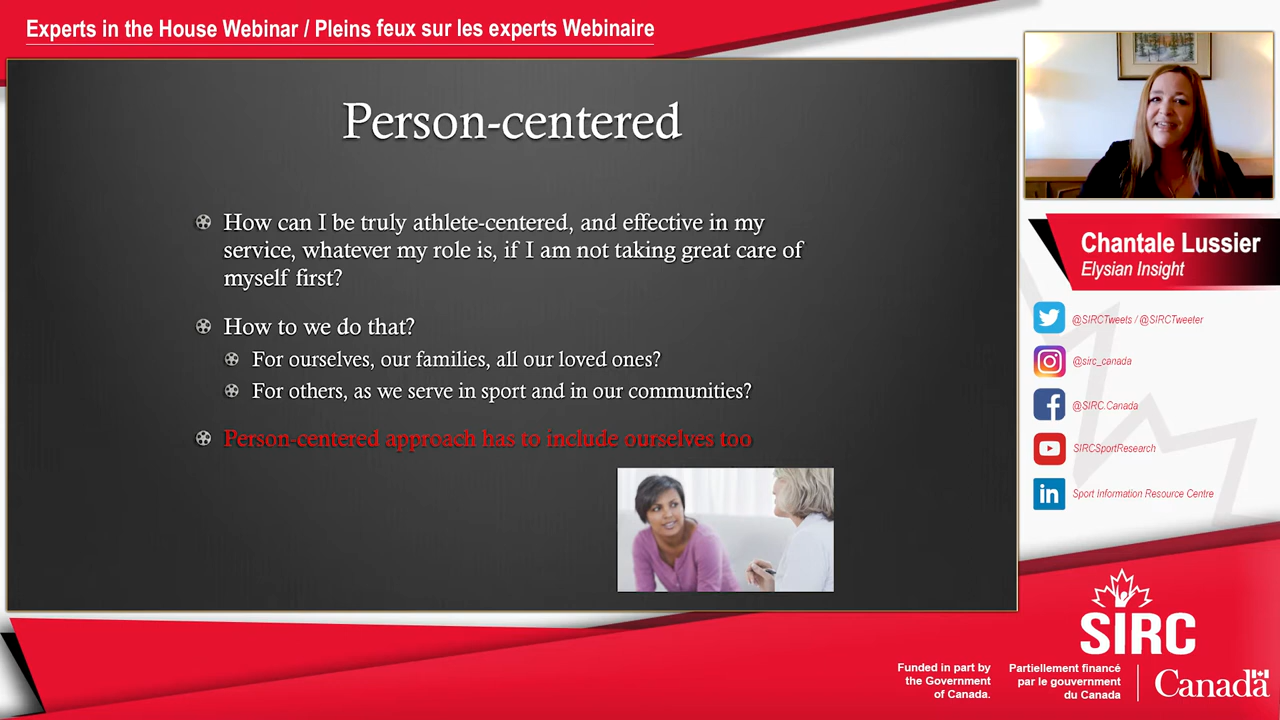 Experts in the House Webinar / Pleins feux sur les experts Webinaire
Person-centered
How can I be truly athlete-centered, and effective in my
service, whatever my role is, if I am not taking great care of
myself first?
How to we do that?
For ourselves, our families, all our loved ones?
For others, as we serve in sport and in our communities?
Person-centered approach has to include ourselves too
Chantale Lussier
Elysian Insight
@SIRCTweets / @SIRCTweeter
@sirc_canada
@SIRC.Canada
SIRCSportResearch
in
Sport Information Resource Centre
SIRC
Funded in part by
the Government
of Canada.
Partiellement financé
par le gouvernment
du Canada
Canada